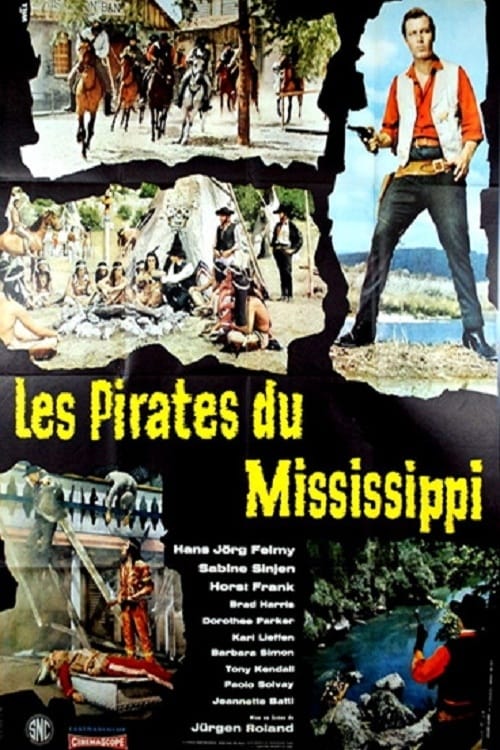 Les Pirates du
Mississippi
Hans Jörg Felmy
Sabine Sinjen
Horst Frank
Brad Harris
Dorothee Parker
Karl Lieffen
Barbara Simon
Tony Kendall
Paolo Solvay
Jeannette Batti
Mise en Scène de
Jürgen Roland
SNC
EASTMANCOLOR
CINEMASCOPE